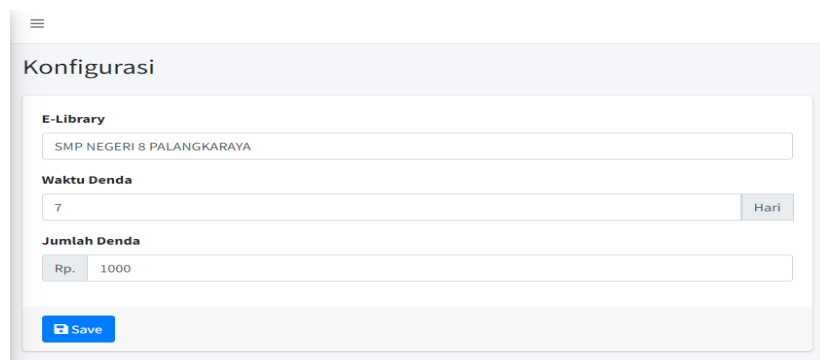 Konfigurasi
E-Library
SMP NEGERI 8 PALANGKARAYA
Waktu Denda
7 Hari
Jumlah Denda
Rp. 1000
Save